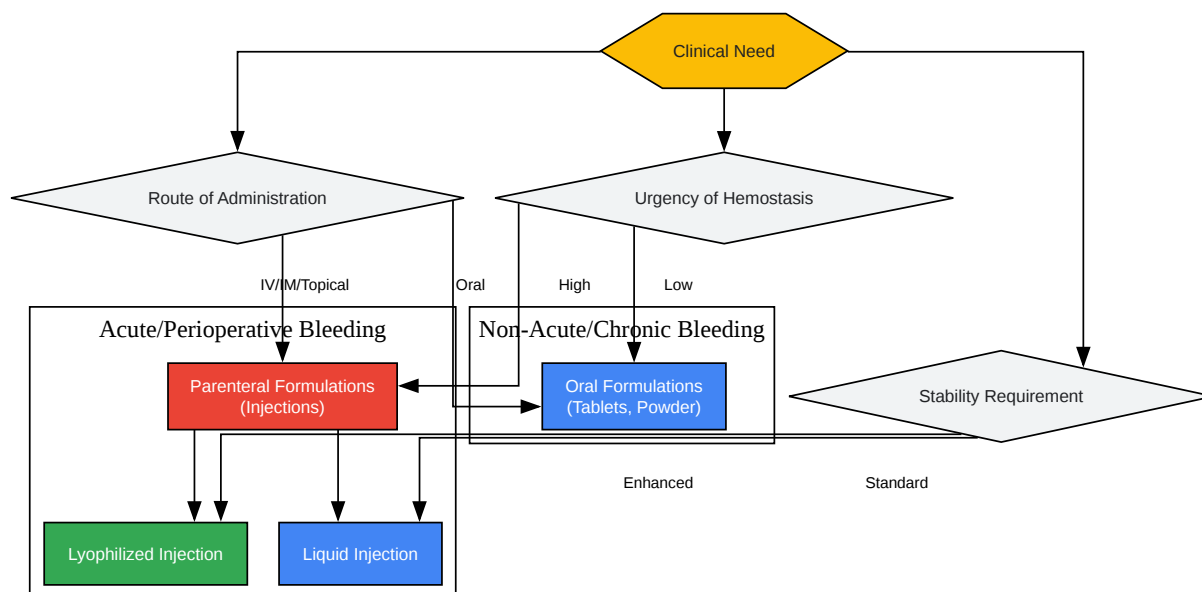 Clinical Need
Route of Administration
Urgency of Hemostasis
IV/IM/Topical
Oral
High
Low
Acute/Perioperative Bleeding
Non-Acute/Chronic Bleeding
Parenteral Formulations
(Injections)
Oral Formulations
(Tablets, Powder)
Stability Requirement
Enhanced
Standard
Lyophilized Injection
Liquid Injection